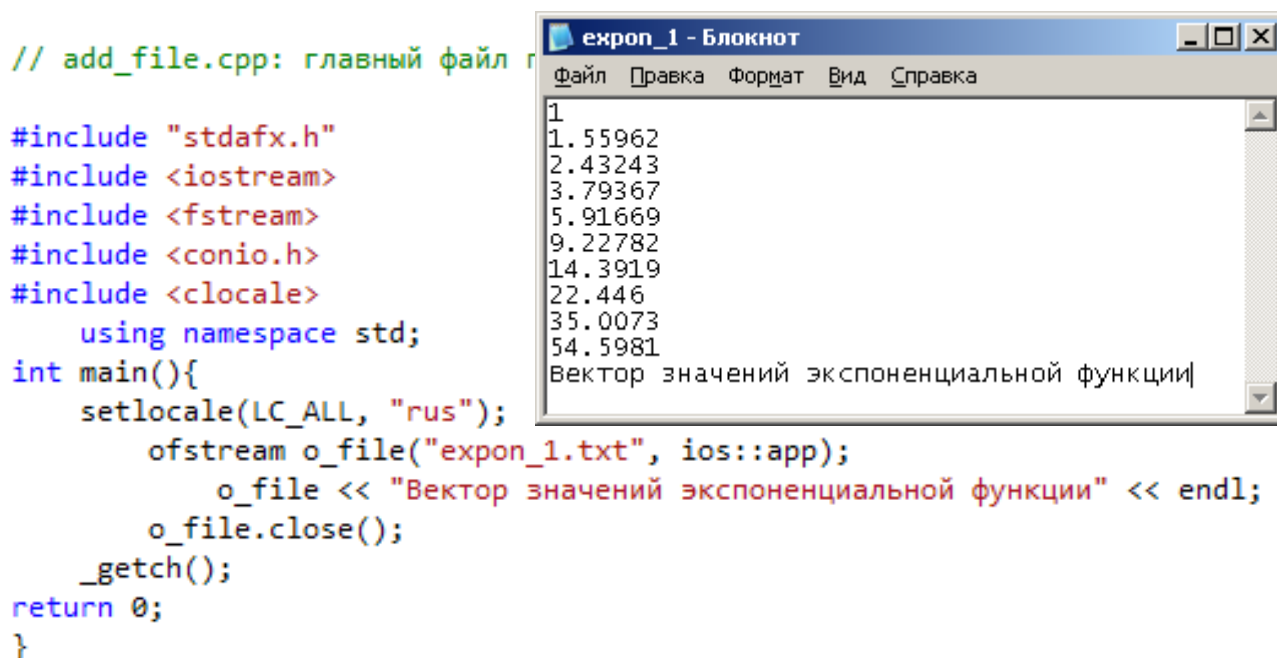 // add_file.cpp: главный файл
#include "stdafx.h"
#include <iostream>
#include <fstream>
#include <conio.h>
#include <clocale>
    using namespace std;
int main(){
    setlocale(LC_ALL, "rus");
        ofstream o_file("expon_1.txt", ios::app);
            o_file << "Вектор значений экспоненциальной функции" << endl;
        o_file.close();
    _getch();
return 0;
}
expon_1 - Блокнот
Файл Правка Формат Вид Справка
1
1.55962
2.43243
3.79367
5.91669
9.22782
14.3919
22.446
35.0073
54.5981
Вектор значений экспоненциальной функции